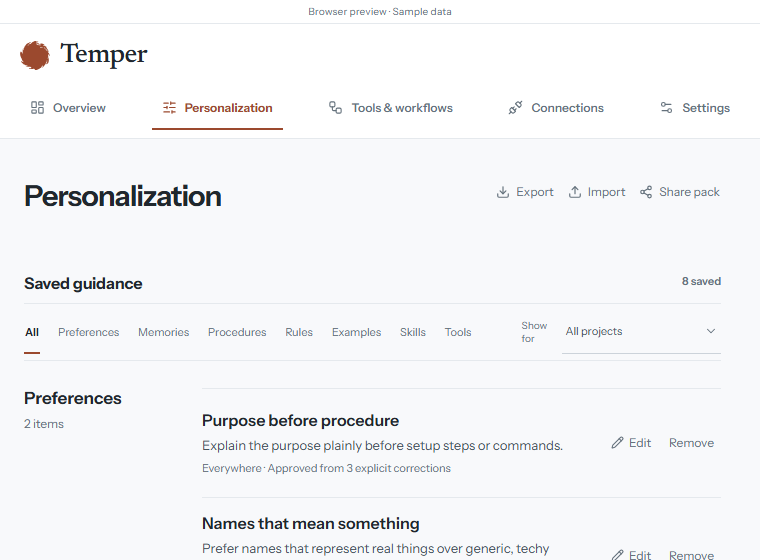 Browser preview · Sample data
Temper
Overview
Personalization
Tools & workflows
Connections
Settings
Personalization
Export
Import
Share pack
Saved guidance
8 saved
All
Preferences
Memories
Procedures
Rules
Examples
Skills
Tools
Show
for
All projects
Preferences
2 items
Purpose before procedure
Explain the purpose plainly before setup steps or commands.
Everywhere · Approved from 3 explicit corrections
Edit
Remove
Names that mean something
Prefer names that represent real things over generic, techy
Edit
Remove